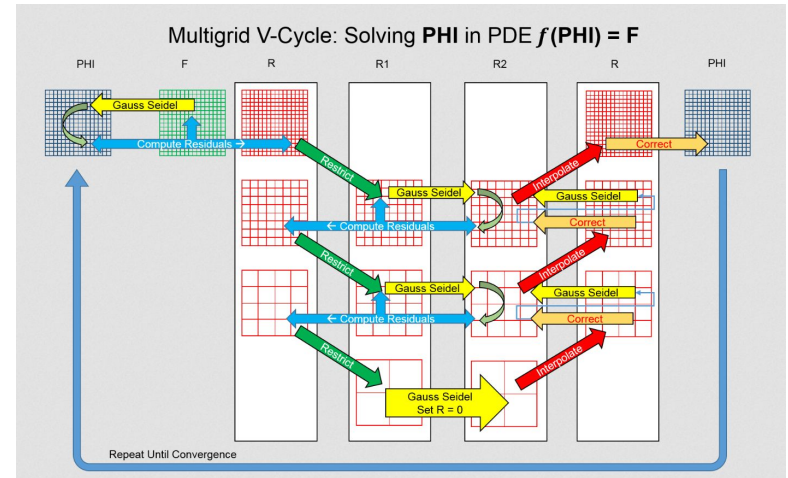 Multigrid V-Cycle: Solving PHI in PDE f(PHI) = F
PHI
F
R
R1
R2
R
PHI
Gauss Seidel
Compute Residuals →
Correct
Restrict
Interpolate
Gauss Seidel
Gauss Seidel
← Compute Residuals
Correct
Restrict
Interpolate
Gauss Seidel
Gauss Seidel
← Compute Residuals
Correct
Restrict
Interpolate
Gauss Seidel
Set R = 0
Repeat Until Convergence